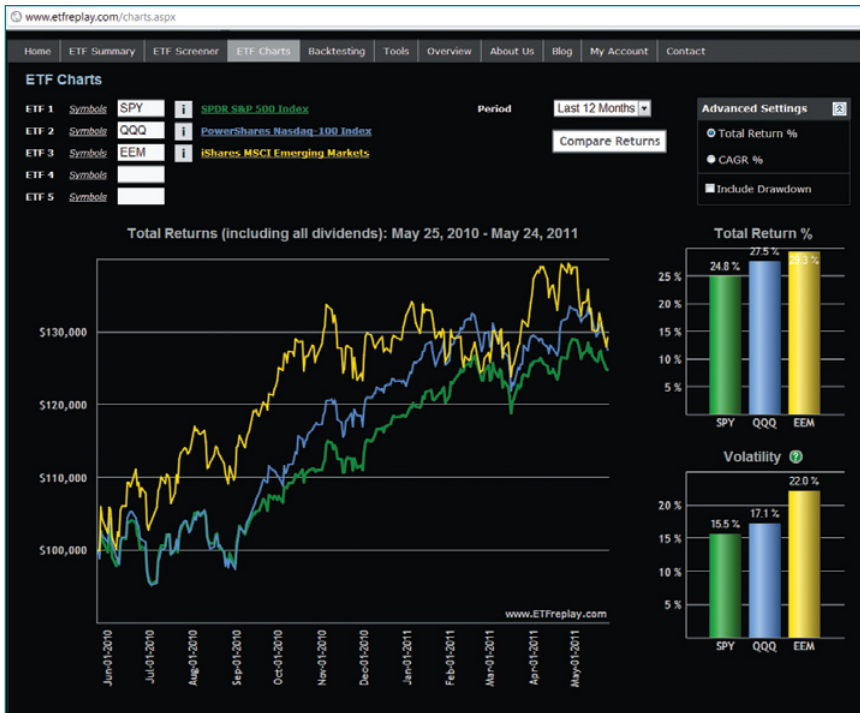 www.etfreplay.com/charts.aspx
Home ETF Summary ETF Screener ETF Charts Backtesting Tools Overview About Us Blog My Account Contact
ETF Charts
ETF 1 Symbols SPY i SPDR S&P 500 Index
ETF 2 Symbols QQQ i PowerShares Nasdaq-100 Index
ETF 3 Symbols EEM i iShares MSCI Emerging Markets
ETF 4 Symbols
ETF 5 Symbols
Period Last 12 Months
Compare Returns
Advanced Settings
Total Return %
CAGR %
Include Drawdown
Total Returns (including all dividends): May 25, 2010 - May 24, 2011
$130,000
$120,000
$110,000
$100,000
www.ETFreplay.com
Jun-01-2010
Jul-01-2010
Aug-01-2010
Sep-01-2010
Oct-01-2010
Nov-01-2010
Dec-01-2010
Jan-01-2011
Feb-01-2011
Mar-01-2011
Apr-01-2011
May-01-2011
Total Return %
24.8 % 27.5 % 29.3 %
25 %
20 %
15 %
10 %
5 %
SPY QQQ EEM
Volatility ?
15.5 % 17.1 % 22.0 %
20 %
15 %
10 %
5 %
SPY QQQ EEM